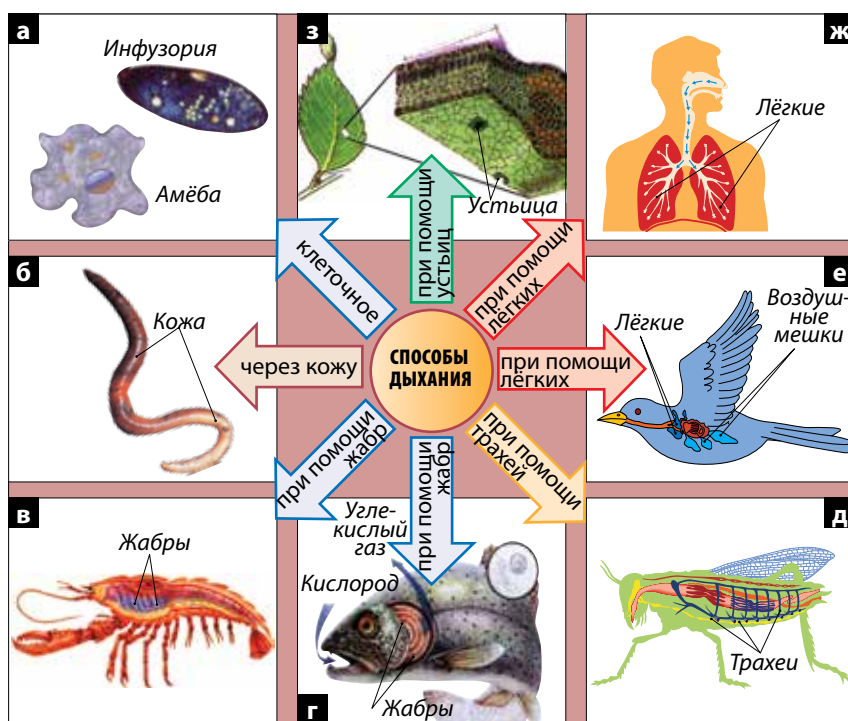 а
Инфузория
Амёба
з
Устьица
ж
Лёгкие
клеточное
при помощи
устьиц
при помощи
лёгких
б
Кожа
через кожу
СПОСОБЫ
ДЫХАНИЯ
при помощи
лёгких
е
Лёгкие
Воздуш-
ные
мешки
при помощи
жабр
при помощи
жабр
при помощи
трахей
в
Жабры
Угле-
кислый
газ
Кислород
Жабры
г
д
Трахеи